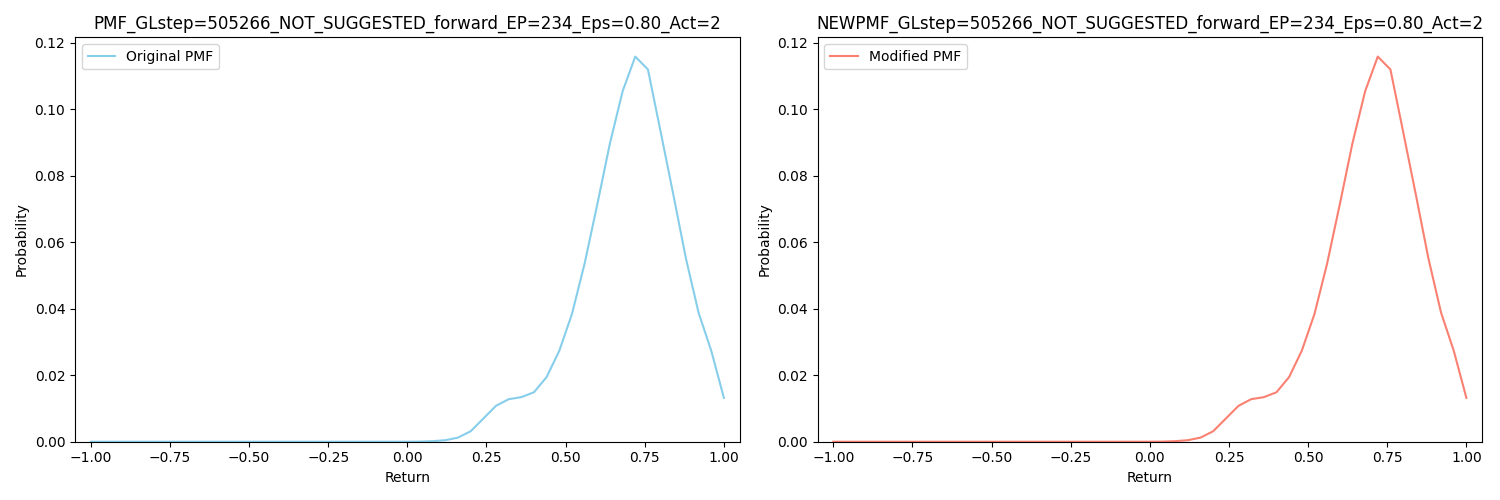 PMF_GLstep=505266_NOT_SUGGESTED_forward_EP=234_Eps=0.80_Act=2
Original PMF
0.12
0.10
0.08
0.06
0.04
0.02
0.00
Probability
−1.00 −0.75 −0.50 −0.25 0.00 0.25 0.50 0.75 1.00
Return
NEWPMF_GLstep=505266_NOT_SUGGESTED_forward_EP=234_Eps=0.80_Act=2
Modified PMF
0.12
0.10
0.08
0.06
0.04
0.02
0.00
Probability
−1.00 −0.75 −0.50 −0.25 0.00 0.25 0.50 0.75 1.00
Return